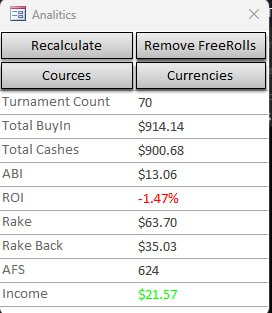 Analitics
Recalculate Remove FreeRolls
Cources Currencies
Turnament Count 70
Total BuyIn $914.14
Total Cashes $900.68
ABI $13.06
ROI -1.47%
Rake $63.70
Rake Back $35.03
AFS 624
Income $21.57